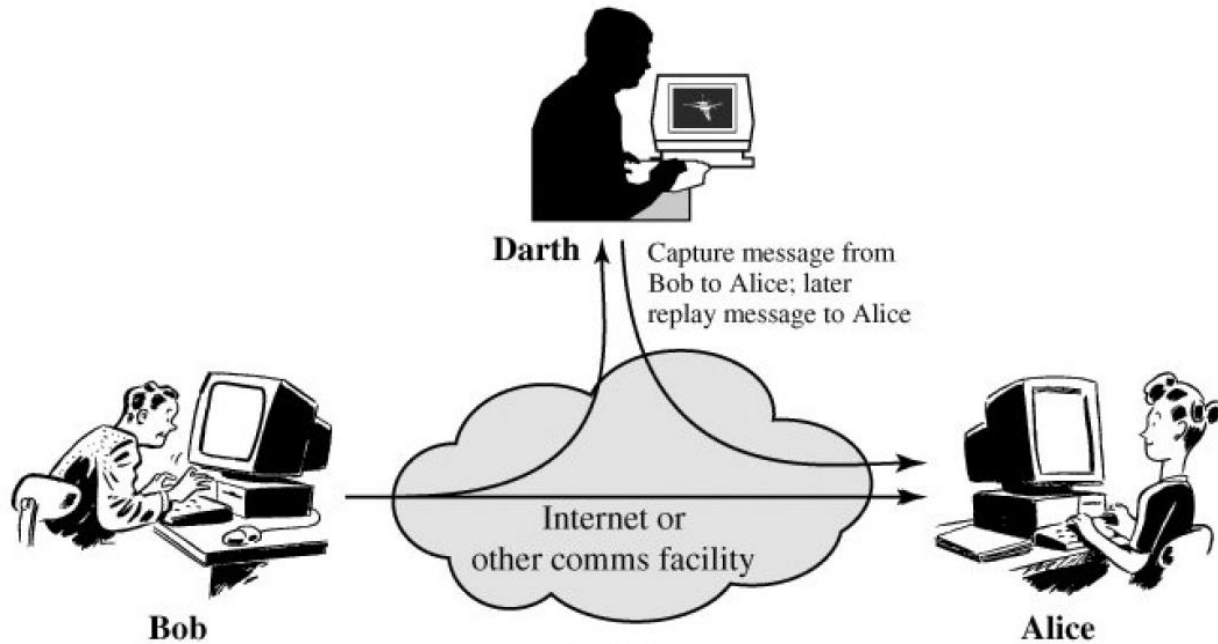 Darth
Capture message from
Bob to Alice; later
replay message to Alice
Internet or
other comms facility
Bob
Alice